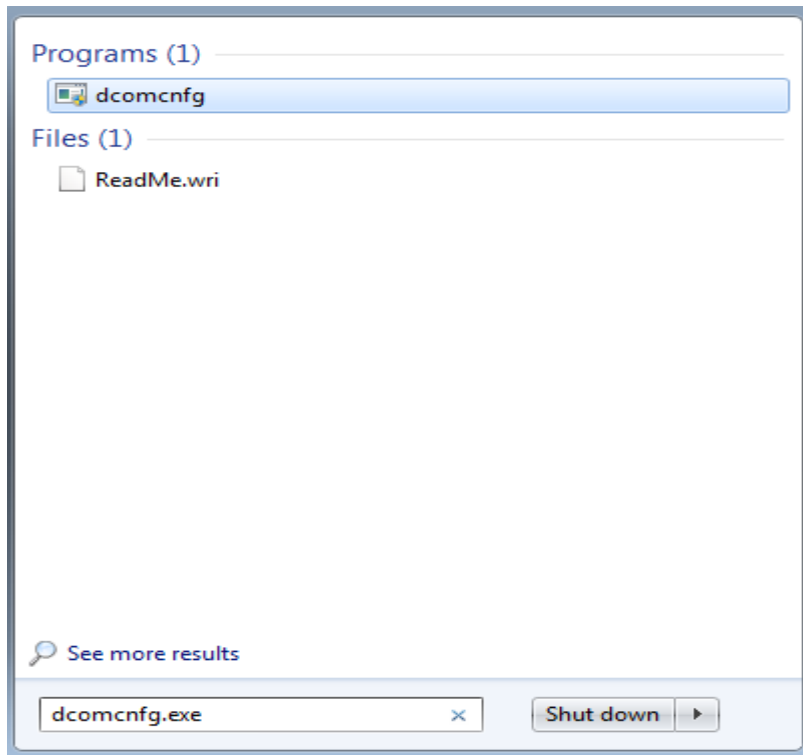 Programs (1)
dcomcnfg
Files (1)
ReadMe.wri
See more results
dcomcnfg.exe
Shut down